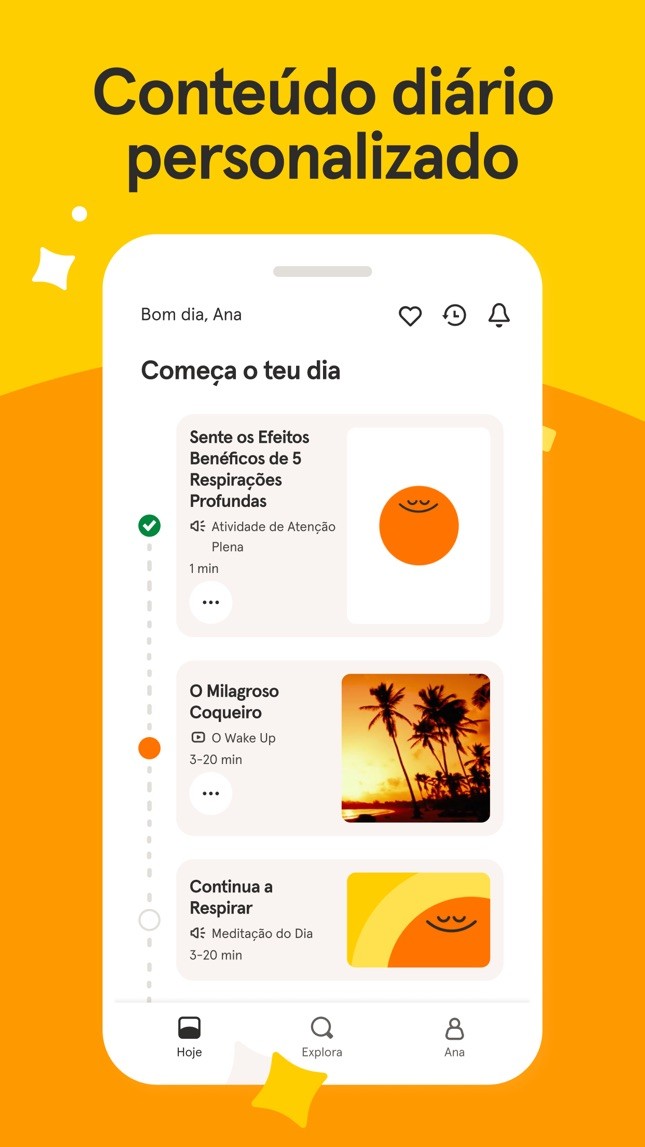 Conteúdo diário
personalizado
Bom dia, Ana
Começa o teu dia
Sente os Efeitos
Benéficos de 5
Respirações
Profundas
Atividade de Atenção
Plena
1 min
O Milagroso
Coqueiro
O Wake Up
3-20 min
Continua a
Respirar
Meditação do Dia
3-20 min
Hoje
Explora
Ana